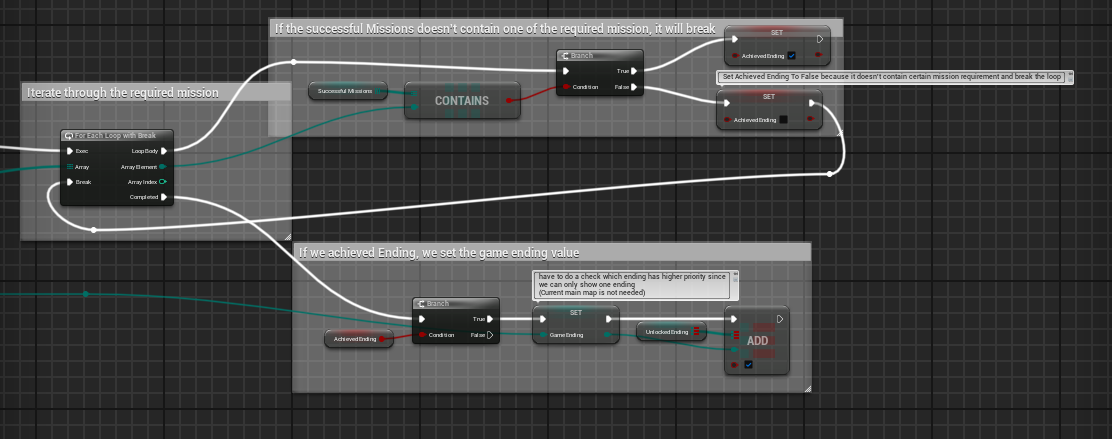 If the successful Missions doesn't contain one of the required mission, it will break
SET
Achieved Ending
Branch
True
Condition
False
Successful Missions
CONTAINS
Set Achieved Ending To False because it doesn't contain certain mission requirement and break the loop
SET
Achieved Ending
Iterate through the required mission
For Each Loop with Break
Exec
Loop Body
Array
Array Element
Break
Array Index
Completed
If we achieved Ending, we set the game ending value
have to do a check which ending has higher priority since
we can only show one ending
(Current main map is not needed)
Branch
True
Condition
False
Achieved Ending
SET
Game Ending
Unlocked Ending
ADD